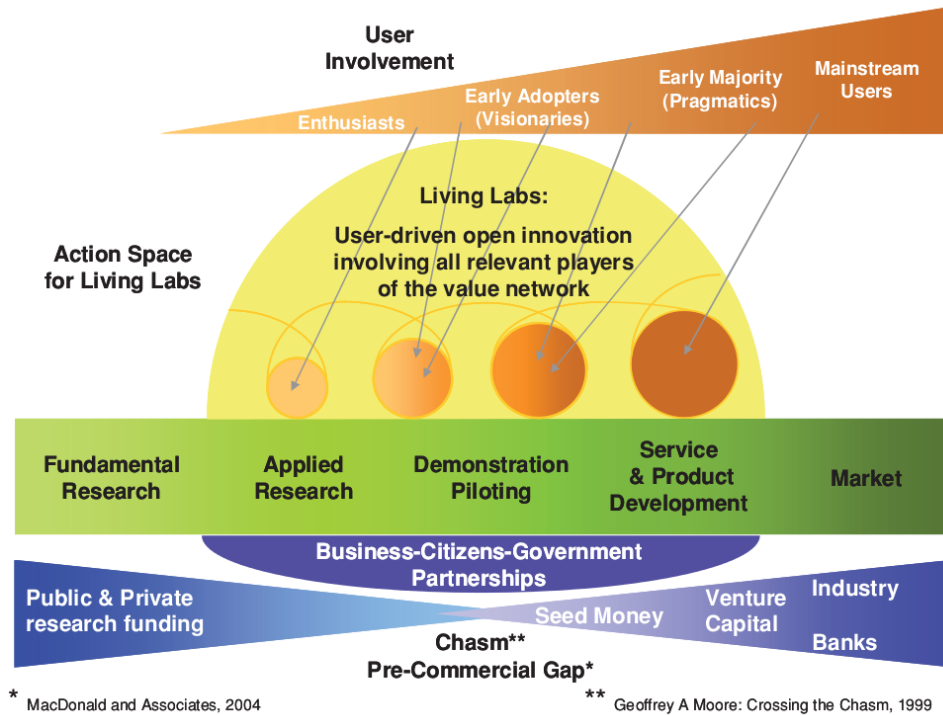 User
Involvement
Enthusiasts
Early Adopters
(Visionaries)
Early Majority
(Pragmatics)
Mainstream
Users
Living Labs:
User-driven open innovation
involving all relevant players
of the value network
Action Space
for Living Labs
Fundamental
Research
Applied
Research
Demonstration
Piloting
Service
& Product
Development
Market
Business-Citizens-Government
Partnerships
Public & Private
research funding
Seed Money
Venture
Capital
Industry
Banks
Chasm**
Pre-Commercial Gap*
* MacDonald and Associates, 2004
** Geoffrey A Moore: Crossing the Chasm, 1999